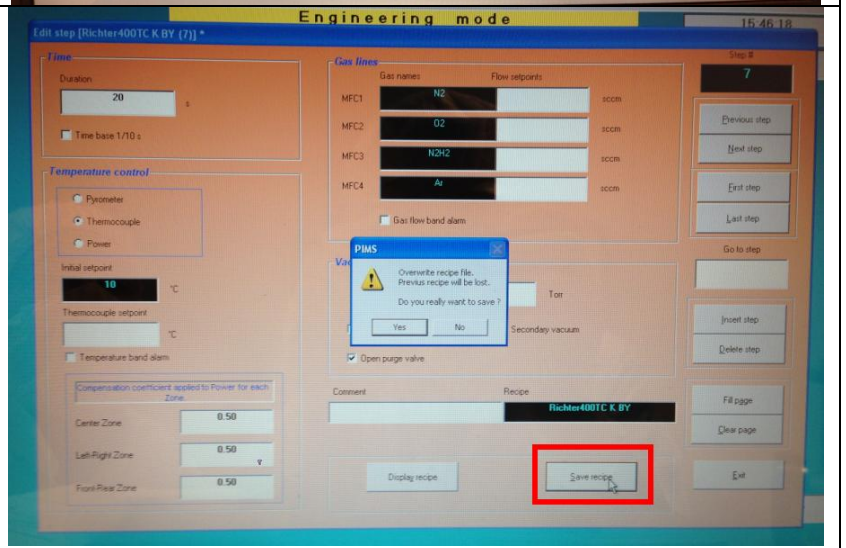 Engineering mode
15:46:18
Edit step [Richter400TC K BY (7)] *
Time
Duration
20 s
Time base 1/10 s
Temperature control
Pyrometer
Thermocouple
Power
Initial setpoint
10 °C
Thermocouple setpoint
°C
Temperature band alarm
Compensation coefficient applied to Power for each
Zone.
Center Zone 0.50
Left-Right Zone 0.50
Front-Rear Zone 0.50
Gas lines
Gas names Flow setpoints
MFC1 N2 sccm
MFC2 O2 sccm
MFC3 N2H2 sccm
MFC4 Ar sccm
Gas flow band alarm
Va
Torr
Secondary vacuum
Open purge valve
PIMS
Overwrite recipe file.
Previus recipe will be lost.
Do you really want to save ?
Yes No
Comment Recipe
Richter400TC K BY
Display recipe Save recipe
Step #
7
Previous step
Next step
First step
Last step
Go to step
Insert step
Delete step
Fill page
Clear page
Exit